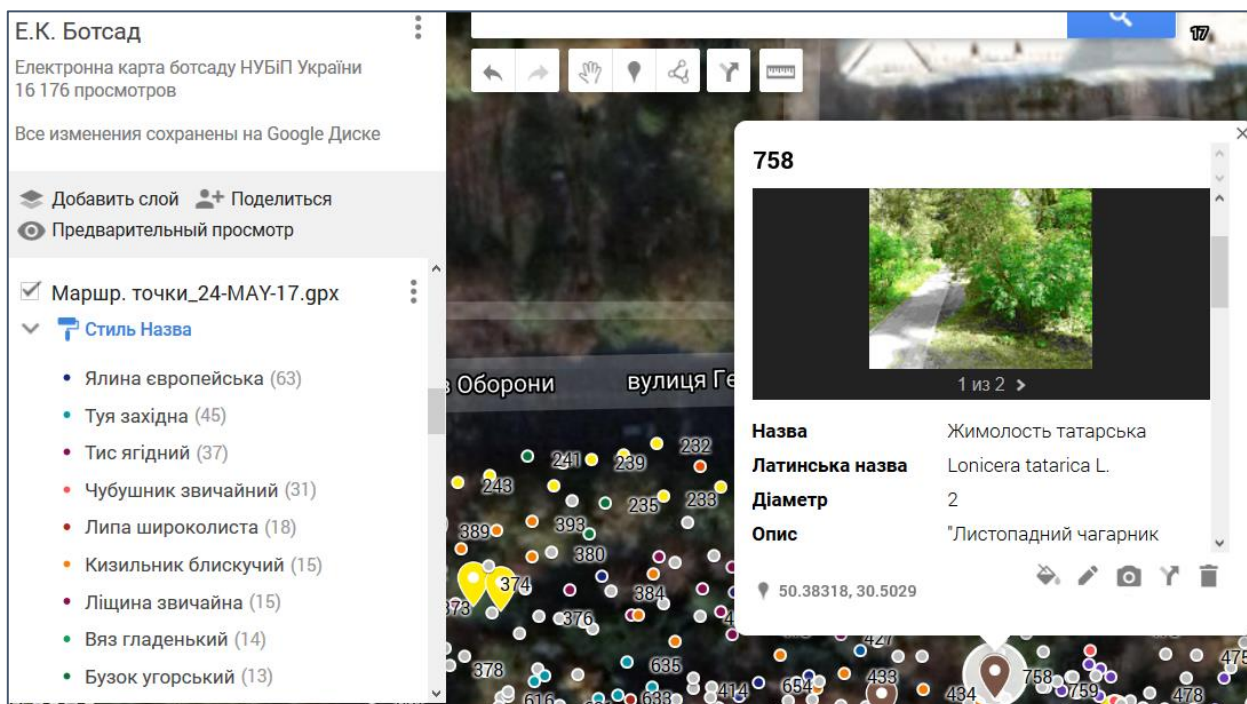 Е.К. Ботсад
Електронна карта ботсаду НУБіП України
16 176 просмотров
Все изменения сохранены на Google Диске
Добавить слой Поделиться
Предварительный просмотр
Маршр. точки_24-MAY-17.gpx
Стиль Назва
Ялина європейська (63)
Туя західна (45)
Тис ягідний (37)
Чубушник звичайний (31)
Липа широколиста (18)
Кизильник блискучий (15)
Ліщина звичайна (15)
Вяз гладенький (14)
Бузок угорський (13)
17
758
1 из 2
Назва Жимолость татарська
Латинська назва Lonicera tatarica L.
Діаметр 2
Опис "Листопадний чагарник
50.38318, 30.5029
Оборони вулиця Ге
232
241 239
243
235 233
389 393
380
374
373 384
376
378 635
427
654 433
414 434 758 759 478 475
616 633